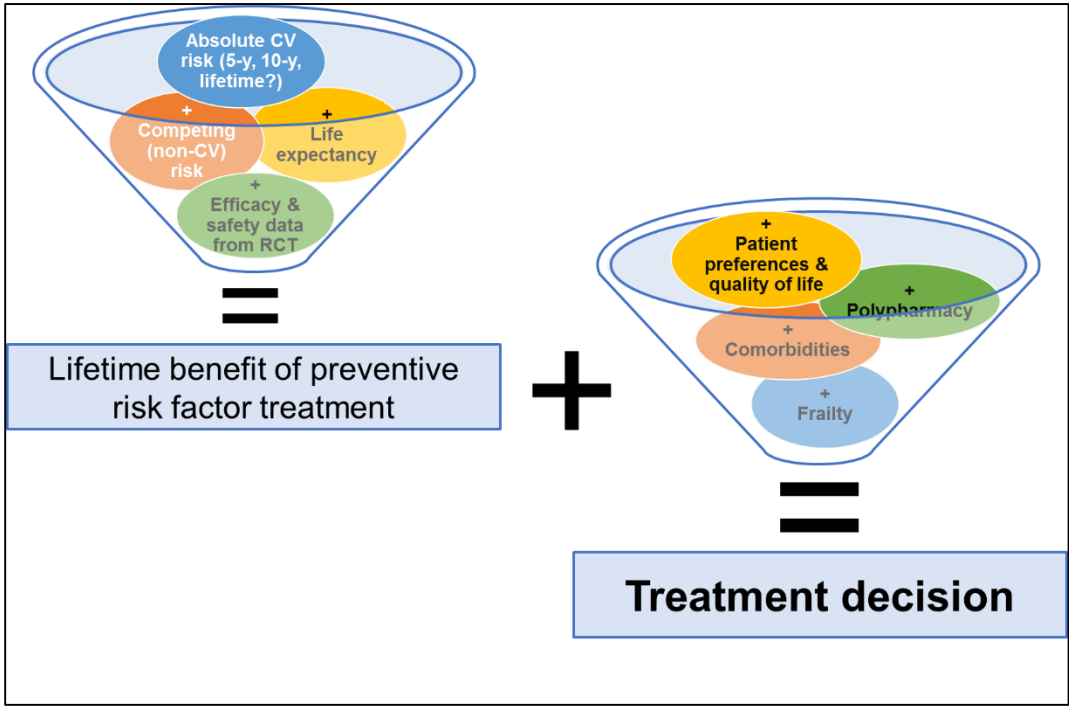 Absolute CV
risk (5-y, 10-y,
lifetime?)
+
Competing
(non-CV)
risk
+
Life
expectancy
+
Efficacy &
safety data
from RCT
=
Lifetime benefit of preventive
risk factor treatment
+
+
Patient
preferences &
quality of life
+
Polypharmacy
+
Comorbidities
+
Frailty
=
Treatment decision